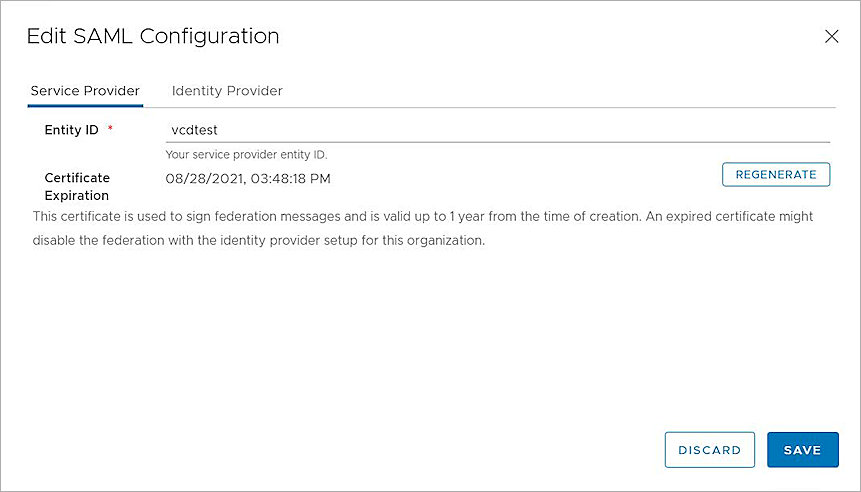 Edit SAML Configuration
Service Provider Identity Provider
Entity ID * vcdtest
Your service provider entity ID.
Certificate Expiration 08/28/2021, 03:48:18 PM REGENERATE
This certificate is used to sign federation messages and is valid up to 1 year from the time of creation. An expired certificate might
disable the federation with the identity provider setup for this organization.
DISCARD SAVE